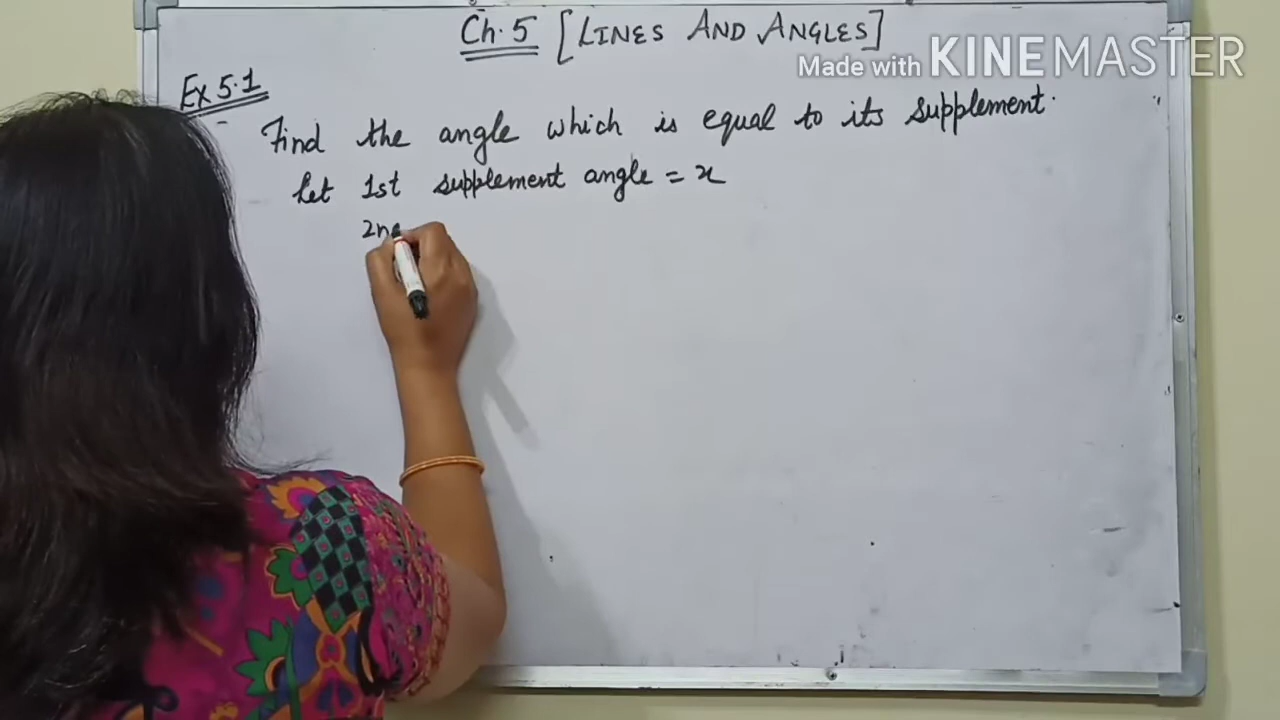 Ch. 5 [LINES AND ANGLES]
Made with KINEMASTER
Ex 5.1
Find the angle which is equal to its supplement.
Let 1st supplement angle = x
2nd